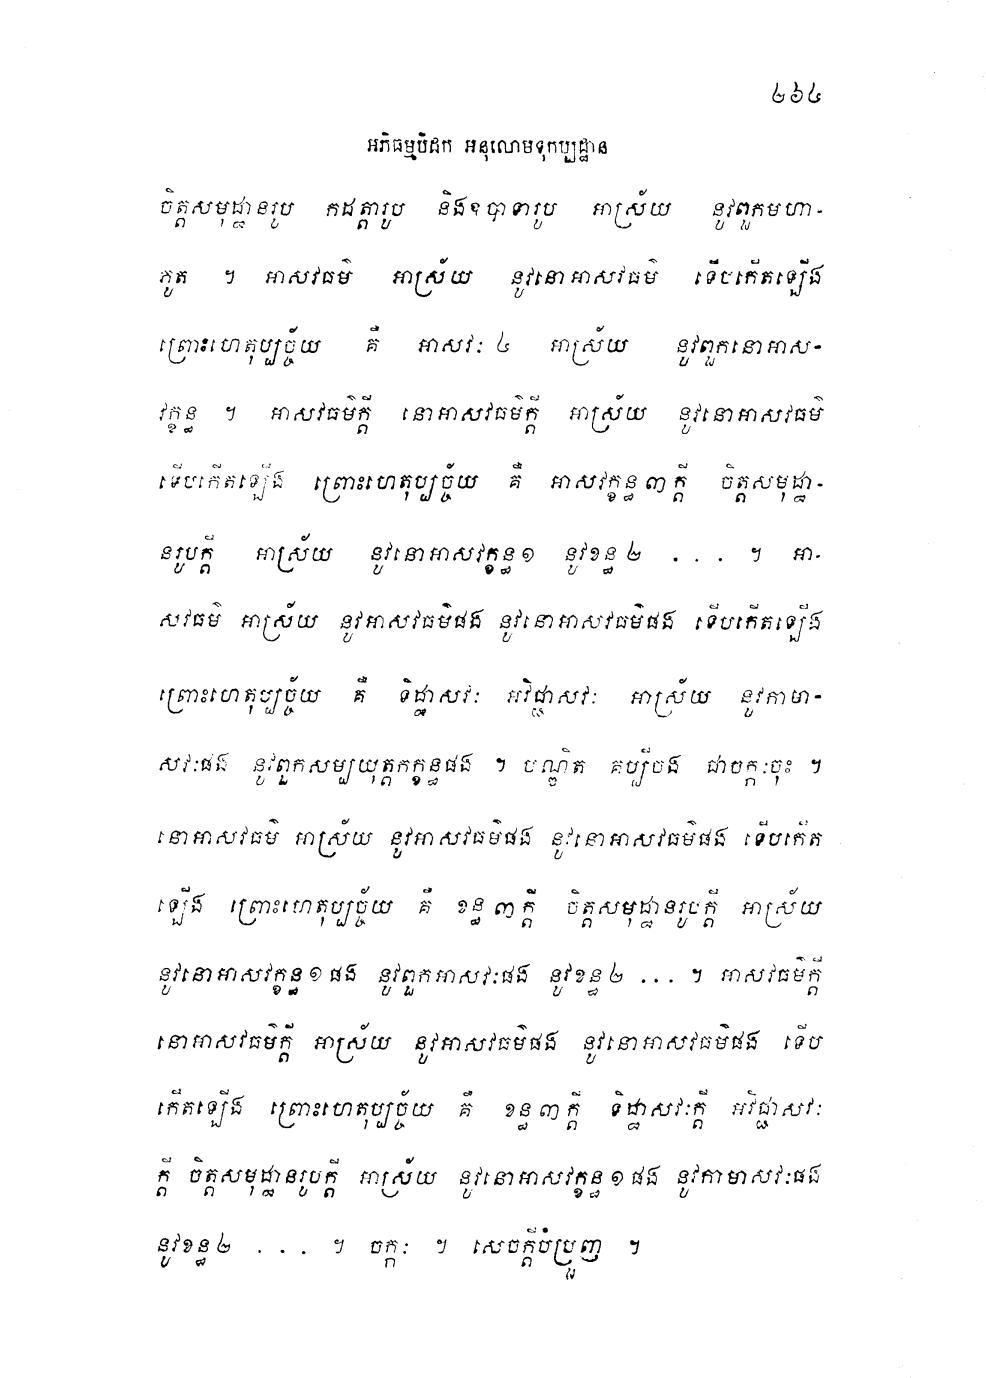 ២៦៤
អភិធម្មបិដក អនុលោមទុកប្បដ្ឋាន
ចិត្តសមុដ្ឋានរូប កដត្តារូប និងឧបាទារូប អាស្រ័យ នូវពួកមហា-
ភូត ។ អាសវធម៌ អាស្រ័យ នូវនោអាសវធម៌ ទើបកើតឡើង
ព្រោះហេតុប្បច្ច័យ គឺ អាសវៈ ៤ អាស្រ័យ នូវពួកនោអាស-
វក្ខន្ធ ។ អាសវធម៌ក្តី នោអាសវធម៌ក្តី អាស្រ័យ នូវនោអាសវធម៌
ទើបកើតឡើង ព្រោះហេតុប្បច្ច័យ គឺ អាសវក្ខន្ធ ៣ ក្តី ចិត្តសមុដ្ឋា-
នរូបក្តី អាស្រ័យ នូវនោអាសវក្ខន្ធ ១ នូវខន្ធ ២ . . . ។ អា-
សវធម៌ អាស្រ័យ នូវអាសវធម៌ផង នូវនោអាសវធម៌ផង ទើបកើតឡើង
ព្រោះហេតុប្បច្ច័យ គឺ ទិដ្ឋាសវៈ អវិជ្ជាសវៈ អាស្រ័យ នូវកាមា-
សវៈផង នូវពួកសម្បយុត្តកក្ខន្ធផង ។ បណ្ឌិត គប្បីចង ជាចក្កៈចុះ ។
នោអាសវធម៌ អាស្រ័យ នូវអាសវធម៌ផង នូវនោអាសវធម៌ផង ទើបកើត
ឡើង ព្រោះហេតុប្បច្ច័យ គឺ ខន្ធ ៣ ក្តី ចិត្តសមុដ្ឋានរូបក្តី អាស្រ័យ
នូវនោអាសវក្ខន្ធ ១ ផង នូវពួកអាសវៈផង នូវខន្ធ ២ ... ។ អាសវធម៌ក្តី
នោអាសវធម៌ក្តី អាស្រ័យ នូវអាសវធម៌ផង នូវនោអាសវធម៌ផង ទើប
កើតឡើង ព្រោះហេតុប្បច្ច័យ គឺ ខន្ធ ៣ ក្តី ទិដ្ឋាសវៈក្តី អវិជ្ជាសវៈ
ក្តី ចិត្តសមុដ្ឋានរូបក្តី អាស្រ័យ នូវនោអាសវក្ខន្ធ ១ ផង នូវកាមាសវៈផង
នូវខន្ធ ២ . . . ។ ចក្កៈ ។ សេចក្តីបំប្រួញ ។